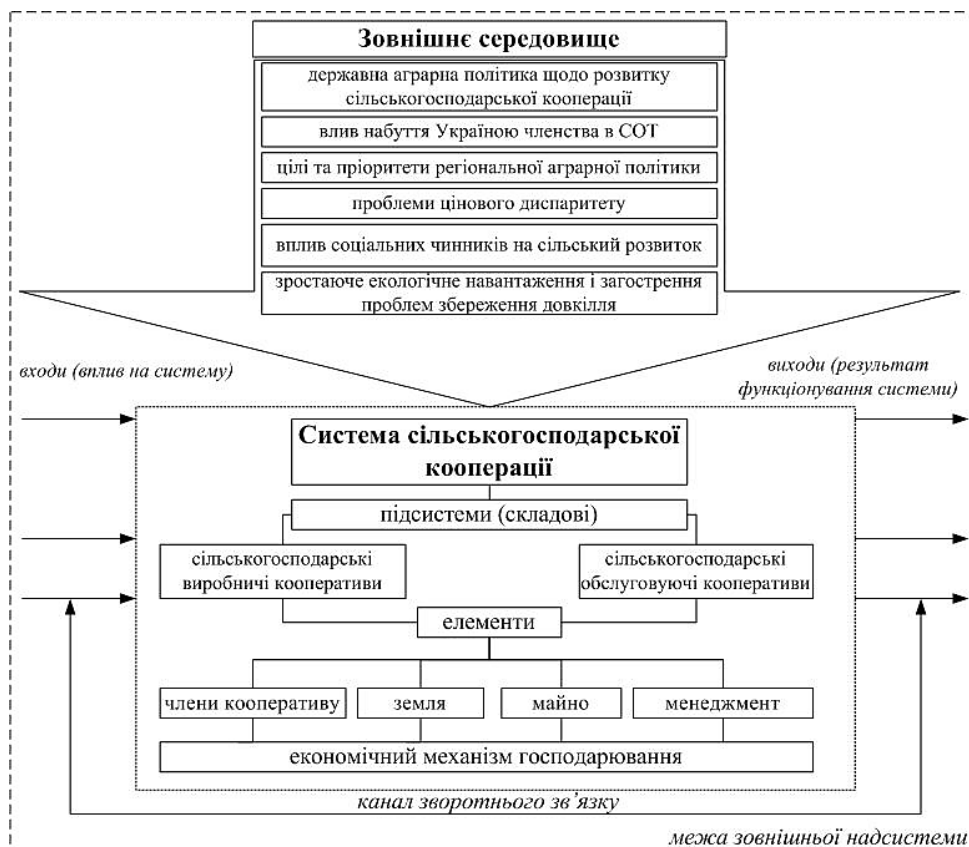 Зовнішнє середовище
державна аграрна політика щодо розвитку
сільськогосподарської кооперації
влив набуття Україною членства в СОТ
цілі та пріоритети регіональної аграрної політики
проблеми цінового диспаритету
вплив соціальних чинників на сільський розвиток
зростаюче екологічне навантаження і загострення
проблем збереження довкілля
входи (вплив на систему)
виходи (результат
функціонування системи)
Система сільськогосподарської
кооперації
підсистеми (складові)
сільськогосподарські
виробничі кооперативи
сільськогосподарські
обслуговуючі кооперативи
елементи
члени кооперативу
земля
майно
менеджмент
економічний механізм господарювання
канал зворотнього зв'язку
межа зовнішньої надсистеми